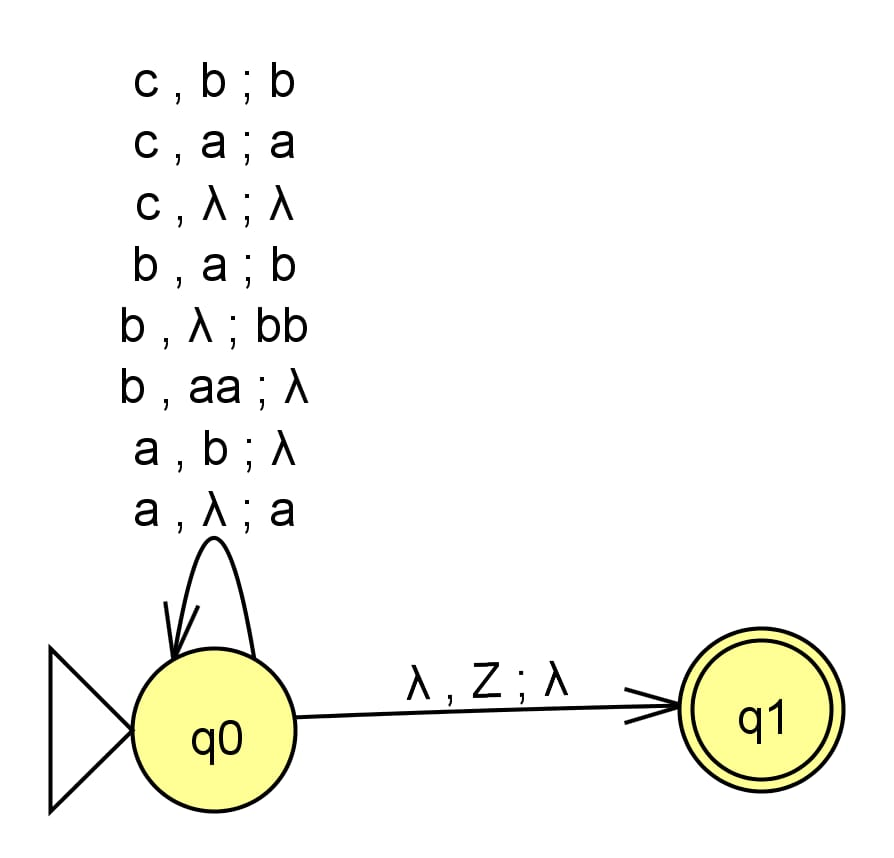 c , b ; b
c , a ; a
c , λ ; λ
b , a ; b
b , λ ; bb
b , aa ; λ
a , b ; λ
a , λ ; a
λ , Z ; λ
q0
q1